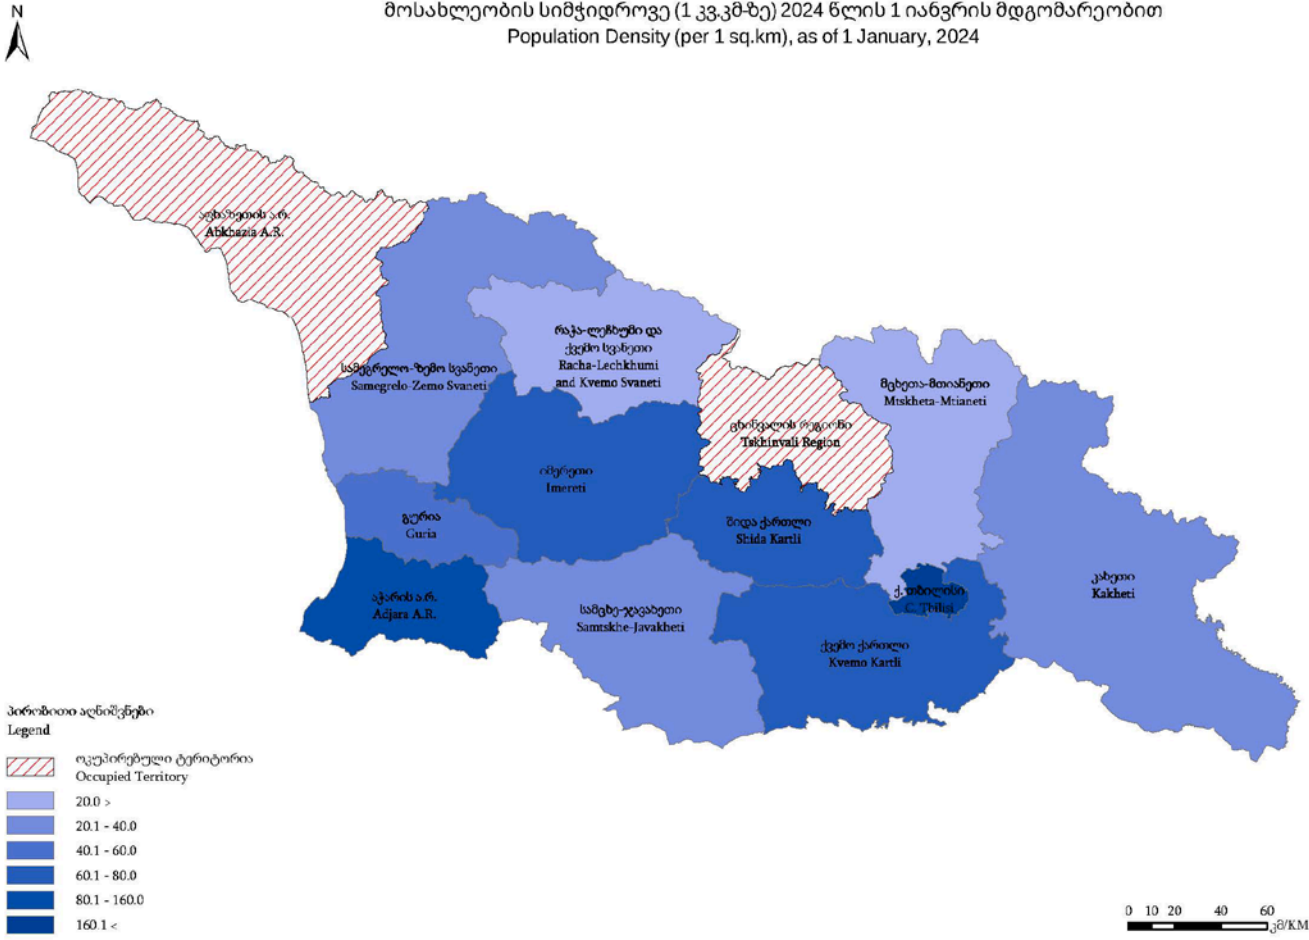 N
მოსახლეობის სიმჭიდროვე (1 კვ.კმ-ზე) 2024 წლის 1 იანვრის მდგომარეობით
Population Density (per 1 sq.km), as of 1 January, 2024
აფხაზეთის ა.რ.
Abkhazia A.R.
რაჭა-ლეჩხუმი და
ქვემო სვანეთი
Racha-Lechkhumi
and Kvemo Svaneti
სამეგრელო-ზემო სვანეთი
Samegrelo-Zemo Svaneti
მცხეთა-მთიანეთი
Mtskheta-Mtianeti
ცხინვალის რეგიონი
Tskhinvali Region
იმერეთი
Imereti
გურია
Guria
შიდა ქართლი
Shida Kartli
კახეთი
Kakheti
აჭარის ა.რ.
Adjara A.R.
სამცხე-ჯავახეთი
Samtskhe-Javakheti
ქ. თბილისი
C. Tbilisi
ქვემო ქართლი
Kvemo Kartli
პირობითი აღნიშვნები
Legend
ოკუპირებული ტერიტორია
Occupied Territory
20.0 >
20.1 - 40.0
40.1 - 60.0
60.1 - 80.0
80.1 - 160.0
160.1 <
0 10 20 40 60
კმ/KM